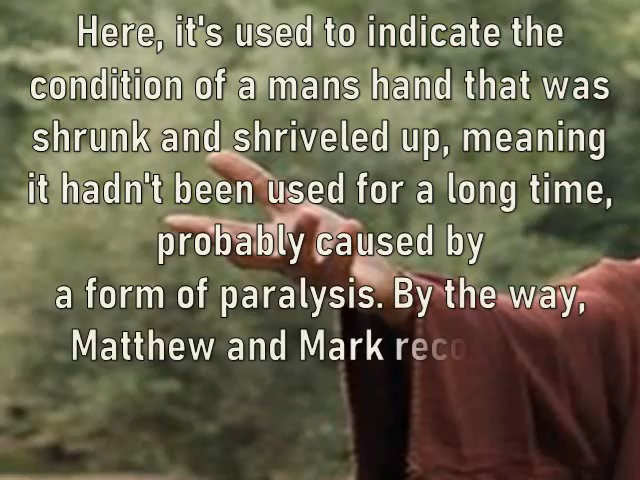 Here, it's used to indicate the
condition of a mans hand that was
shrunk and shriveled up, meaning
it hadn't been used for a long time,
probably caused by
a form of paralysis. By the way,
Matthew and Mark